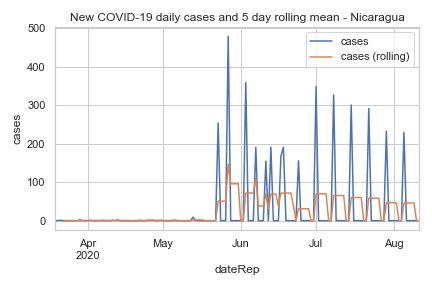 New COVID-19 daily cases and 5 day rolling mean - Nicaragua
cases
cases (rolling)
500
400
300
200
100
0
cases
Apr
2020
May
Jun
Jul
Aug
dateRep